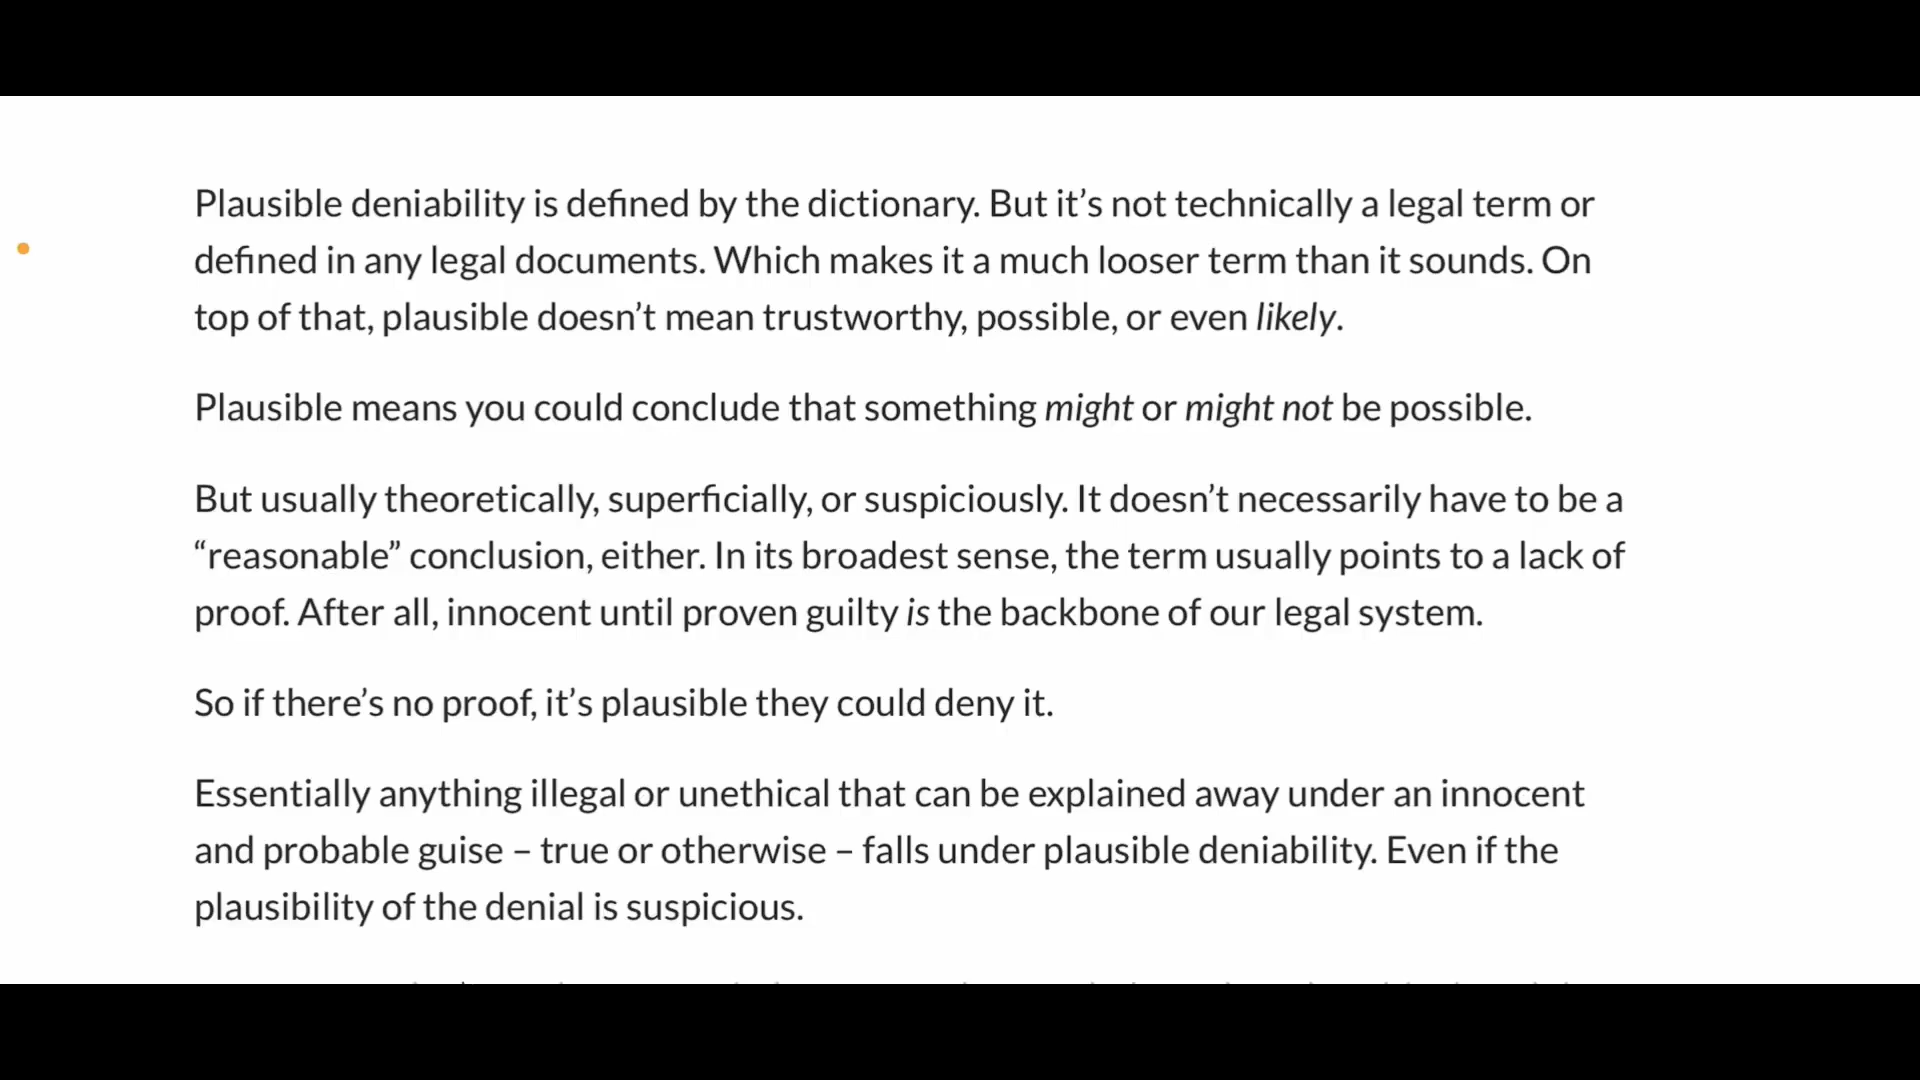 Plausible deniability is defined by the dictionary. But it’s not technically a legal term or
defined in any legal documents. Which makes it a much looser term than it sounds. On
top of that, plausible doesn’t mean trustworthy, possible, or even likely.
Plausible means you could conclude that something might or might not be possible.
But usually theoretically, superficially, or suspiciously. It doesn’t necessarily have to be a
“reasonable” conclusion, either. In its broadest sense, the term usually points to a lack of
proof. After all, innocent until proven guilty is the backbone of our legal system.
So if there’s no proof, it’s plausible they could deny it.
Essentially anything illegal or unethical that can be explained away under an innocent
and probable guise – true or otherwise – falls under plausible deniability. Even if the
plausibility of the denial is suspicious.